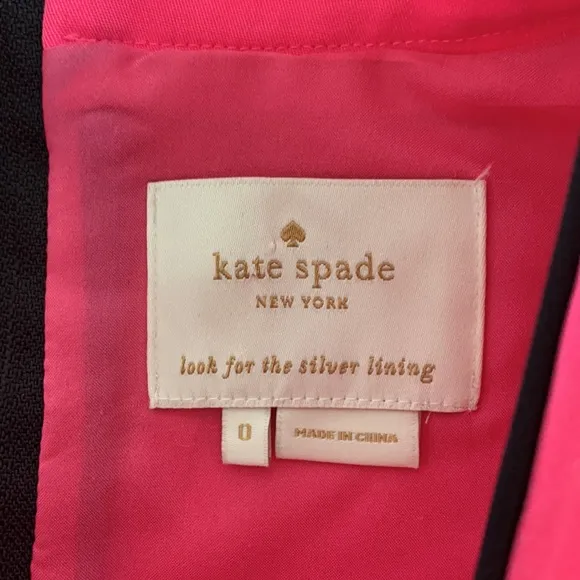 kate spade
NEW YORK
look for the silver lining
0
MADE IN CHINA